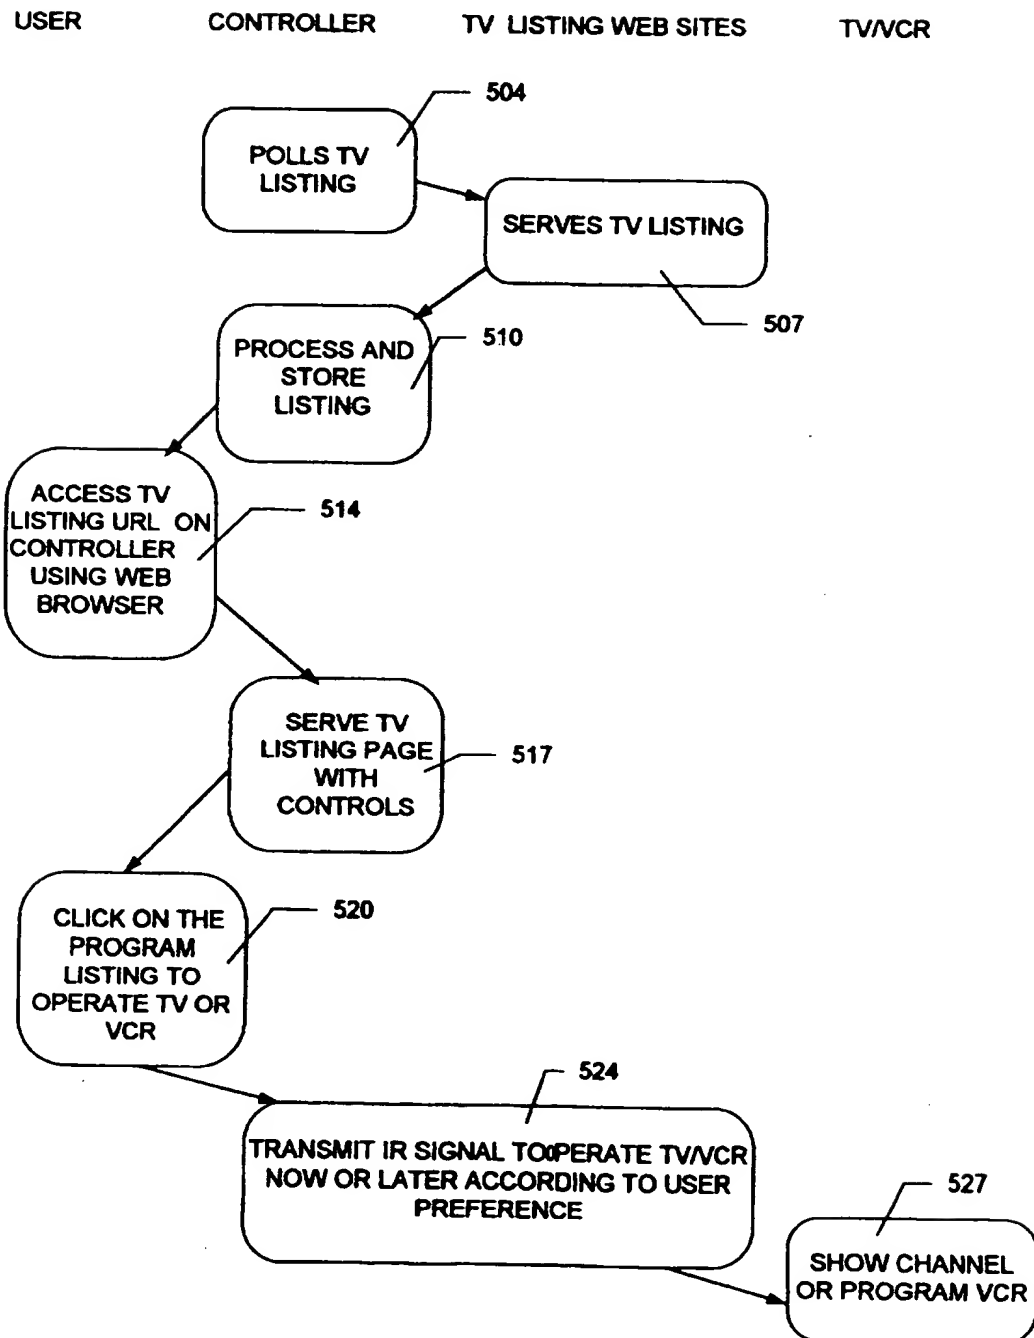 USER CONTROLLER TV LISTING WEB SITES TV/VCR
504
POLLS TV
LISTING
SERVES TV LISTING
507
510
PROCESS AND
STORE
LISTING
ACCESS TV
LISTING URL ON
CONTROLLER
USING WEB
BROWSER
514
SERVE TV
LISTING PAGE
WITH
CONTROLS
517
CLICK ON THE
PROGRAM
LISTING TO
OPERATE TV OR
VCR
520
524
TRANSMIT IR SIGNAL TO OPERATE TV/VCR
NOW OR LATER ACCORDING TO USER
PREFERENCE
527
SHOW CHANNEL
OR PROGRAM VCR